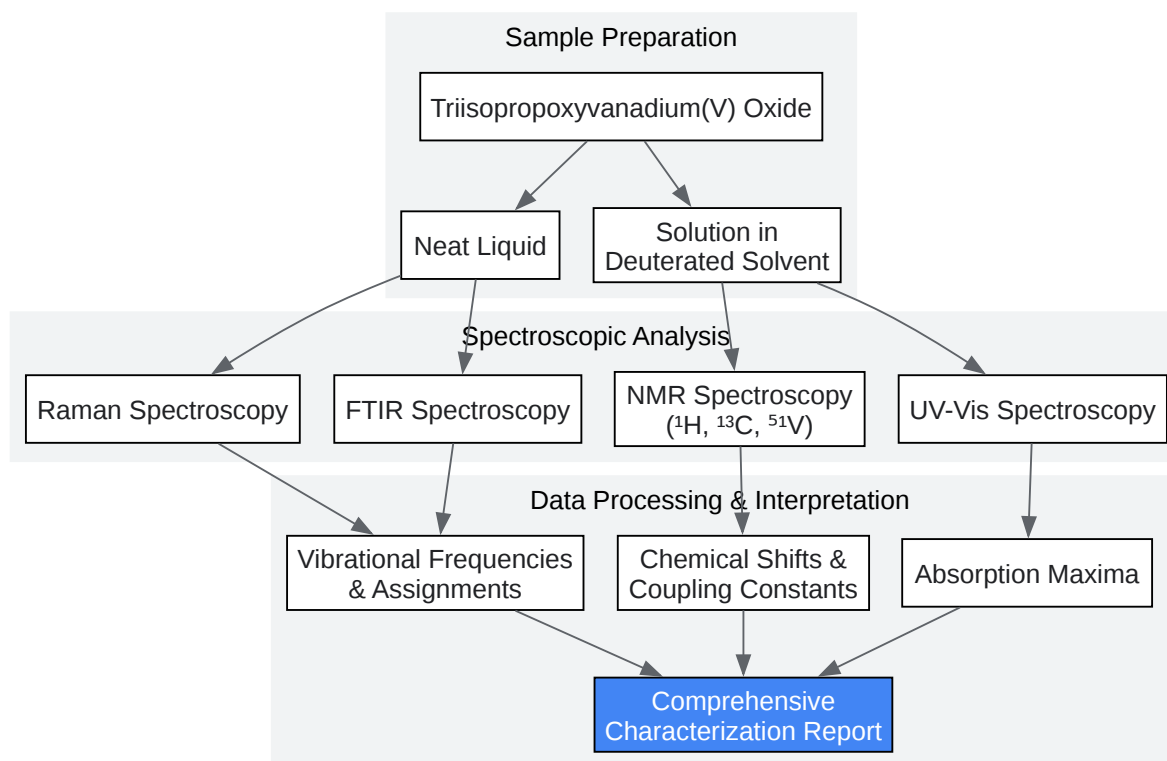 Sample Preparation
Triisopropoxyvanadium(V) Oxide
Neat Liquid
Solution in
Deuterated Solvent
Spectroscopic Analysis
Raman Spectroscopy
FTIR Spectroscopy
NMR Spectroscopy
(¹H, ¹³C, ⁵¹V)
UV-Vis Spectroscopy
Data Processing & Interpretation
Vibrational Frequencies
& Assignments
Chemical Shifts &
Coupling Constants
Absorption Maxima
Comprehensive
Characterization Report